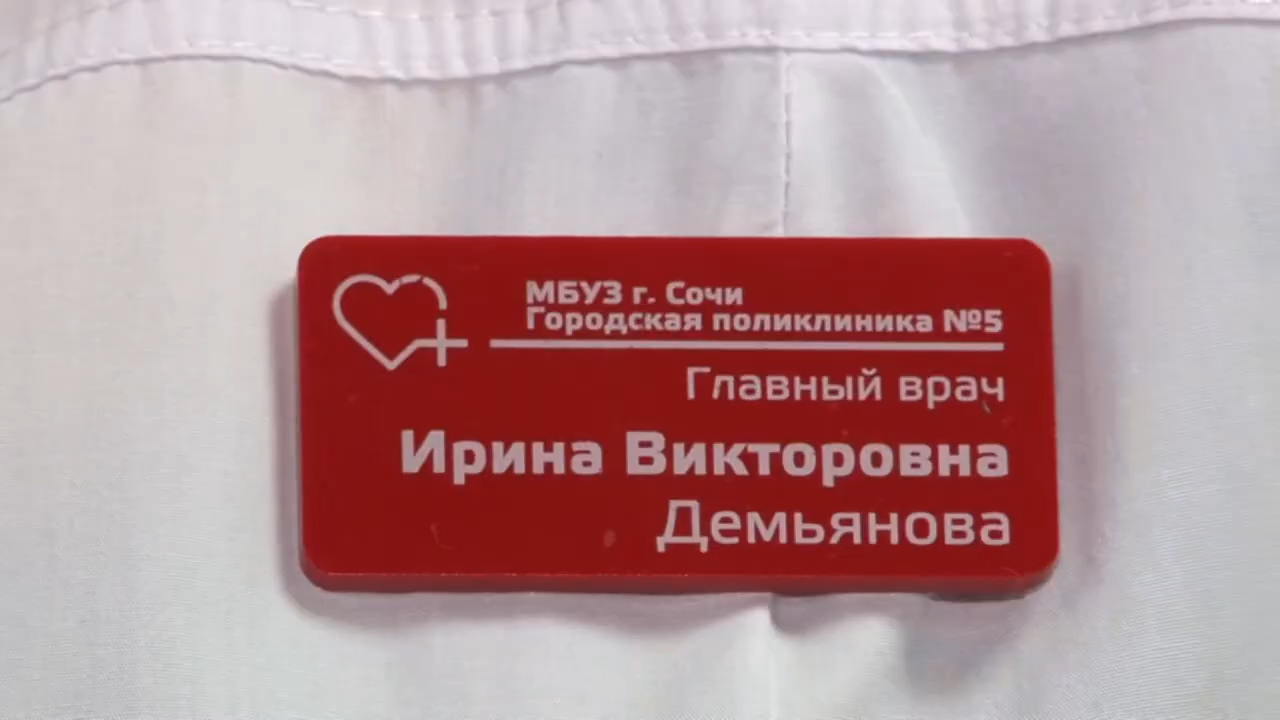 МБУЗ г. Сочи
Городская поликлиника №5
Главный врач
Ирина Викторовна
Демьянова